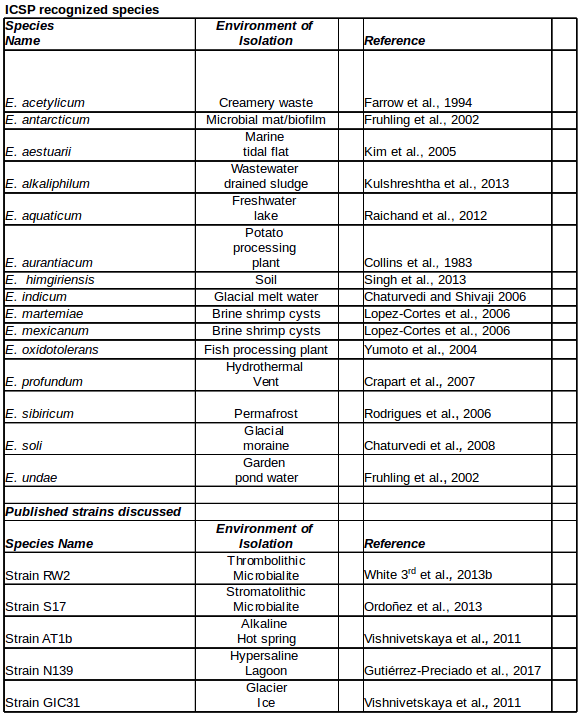 ICSP recognized species
Species Name Environment of Isolation Reference
E. acetylicum Creamery waste Farrow et al., 1994
E. antarcticum Microbial mat/biofilm Fruhling et al., 2002
E. aestuarii Marine tidal flat Kim et al., 2005
E. alkaliphilum Wastewater drained sludge Kulshreshtha et al., 2013
E. aquaticum Freshwater lake Raichand et al., 2012
E. aurantiacum Potato processing plant Collins et al., 1983
E. himgiriensis Soil Singh et al., 2013
E. indicum Glacial melt water Chaturvedi and Shivaji 2006
E. martemiae Brine shrimp cysts Lopez-Cortes et al., 2006
E. mexicanum Brine shrimp cysts Lopez-Cortes et al., 2006
E. oxidotolerans Fish processing plant Yumoto et al., 2004
E. profundum Hydrothermal Vent Crapart et al., 2007
E. sibiricum Permafrost Rodrigues et al., 2006
E. soli Glacial moraine Chaturvedi et al., 2008
E. undae Garden pond water Fruhling et al., 2002
Published strains discussed
Species Name Environment of Isolation Reference
Strain RW2 Thrombolithic Microbialite White 3rd et al., 2013b
Strain S17 Stromatolithic Microbialite Ordoñez et al., 2013
Strain AT1b Alkaline Hot spring Vishnivetskaya et al., 2011
Strain N139 Hypersaline Lagoon Gutiérrez-Preciado et al., 2017
Strain GIC31 Glacier Ice Vishnivetskaya et al., 2011